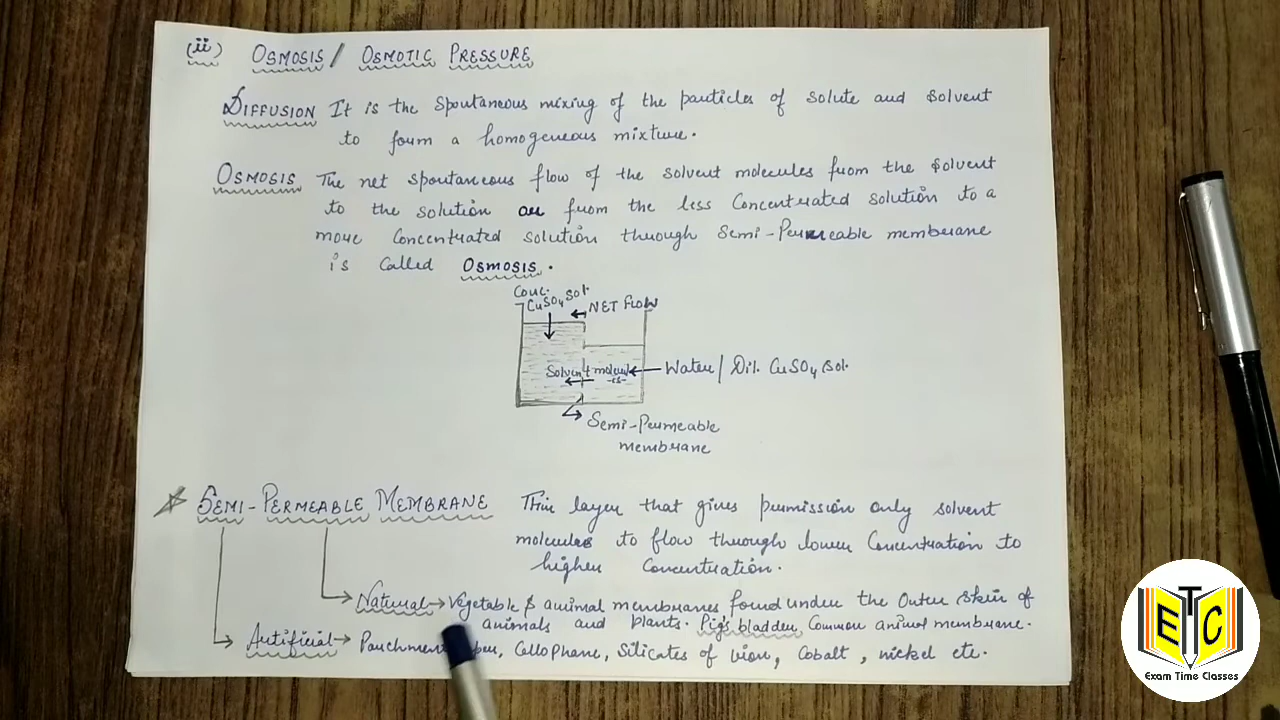 (ii) OSMOSIS / OSMOTIC PRESSURE
DIFFUSION It is the spontaneous mixing of the particles of solute and solvent
to form a homogeneous mixture.
OSMOSIS The net spontaneous flow of the solvent molecules from the solvent
to the solution or from the less concentrated solution to a
more concentrated solution through semi-permeable membrane
is called OSMOSIS.
Conc.
CuSO4 Sol.
NET FLOW
Solvent molecul
-es-
Water / Dil. CuSO4 Sol.
Semi-Permeable
membrane
SEMI-PERMEABLE MEMBRANE Thin layer that gives permission only solvent
molecules to flow through lower concentration to
higher concentration.
Natural → Vegetable & animal membranes found under the outer skin of
animals and plants. Pig's bladder common animal membrane.
Artificial → Parchment Cellophane, Silicates of iron, Cobalt, nickel etc.
ETC
Exam Time Classes